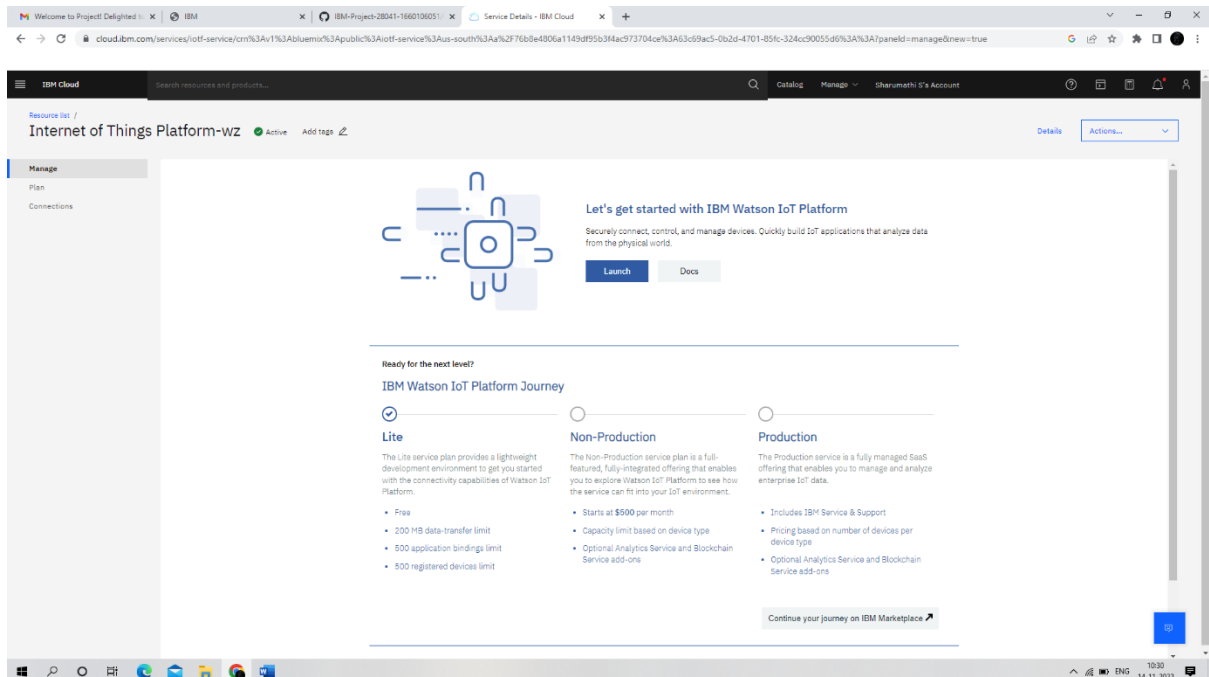 Welcome to Project! Delighted to
IBM
IBM-Project-28041-1660106051/
Service Details - IBM Cloud
cloud.ibm.com/services/iotf-service/crn%3Av1%3Abluemix%3Apublic%3Aiotf-service%3Aus-south%3Aa%2F76b8e4806a1149df95b3f4ac973704ce%3A63c69ac5-0b2d-4701-85fc-324cc90055d6%3A%3A?paneId=manage&new=true
IBM Cloud
Search resources and products...
Catalog
Manage
Sharumathi S's Account
Resource list /
Internet of Things Platform-wz
Active
Add tags
Details
Actions...
Manage
Plan
Connections
Let's get started with IBM Watson IoT Platform
Securely connect, control, and manage devices. Quickly build IoT applications that analyze data
from the physical world.
Launch
Docs
Ready for the next level?
IBM Watson IoT Platform Journey
Lite
The Lite service plan provides a lightweight
development environment to get you started
with the connectivity capabilities of Watson IoT
Platform.
• Free
• 200 MB data-transfer limit
• 500 application bindings limit
• 500 registered devices limit
Non-Production
The Non-Production service plan is a full-
featured, fully-integrated offering that enables
you to explore Watson IoT Platform to see how
the service can fit into your IoT environment.
• Starts at $500 per month
• Capacity limit based on device type
• Optional Analytics Service and Blockchain
Service add-ons
Production
The Production service is a fully managed SaaS
offering that enables you to manage and analyze
enterprise IoT data.
• Includes IBM Service & Support
• Pricing based on number of devices per
device type
• Optional Analytics Service and Blockchain
Service add-ons
Continue your journey on IBM Marketplace
ENG
10:30
14-11-2022